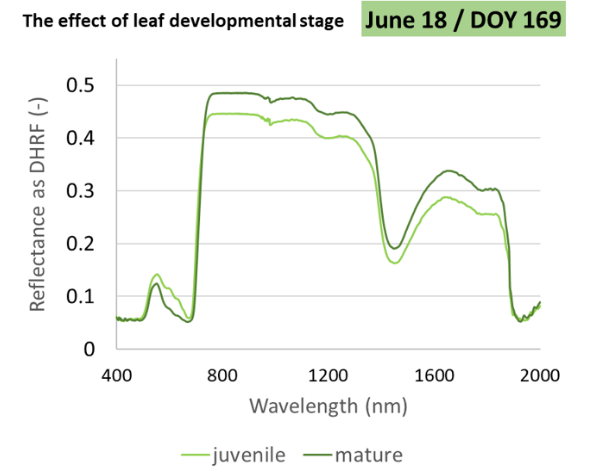 The effect of leaf developmental stage
June 18 / DOY 169
Reflectance as DHRF (-)
0.5
0.4
0.3
0.2
0.1
0
400 800 1200 1600 2000
Wavelength (nm)
juvenile mature